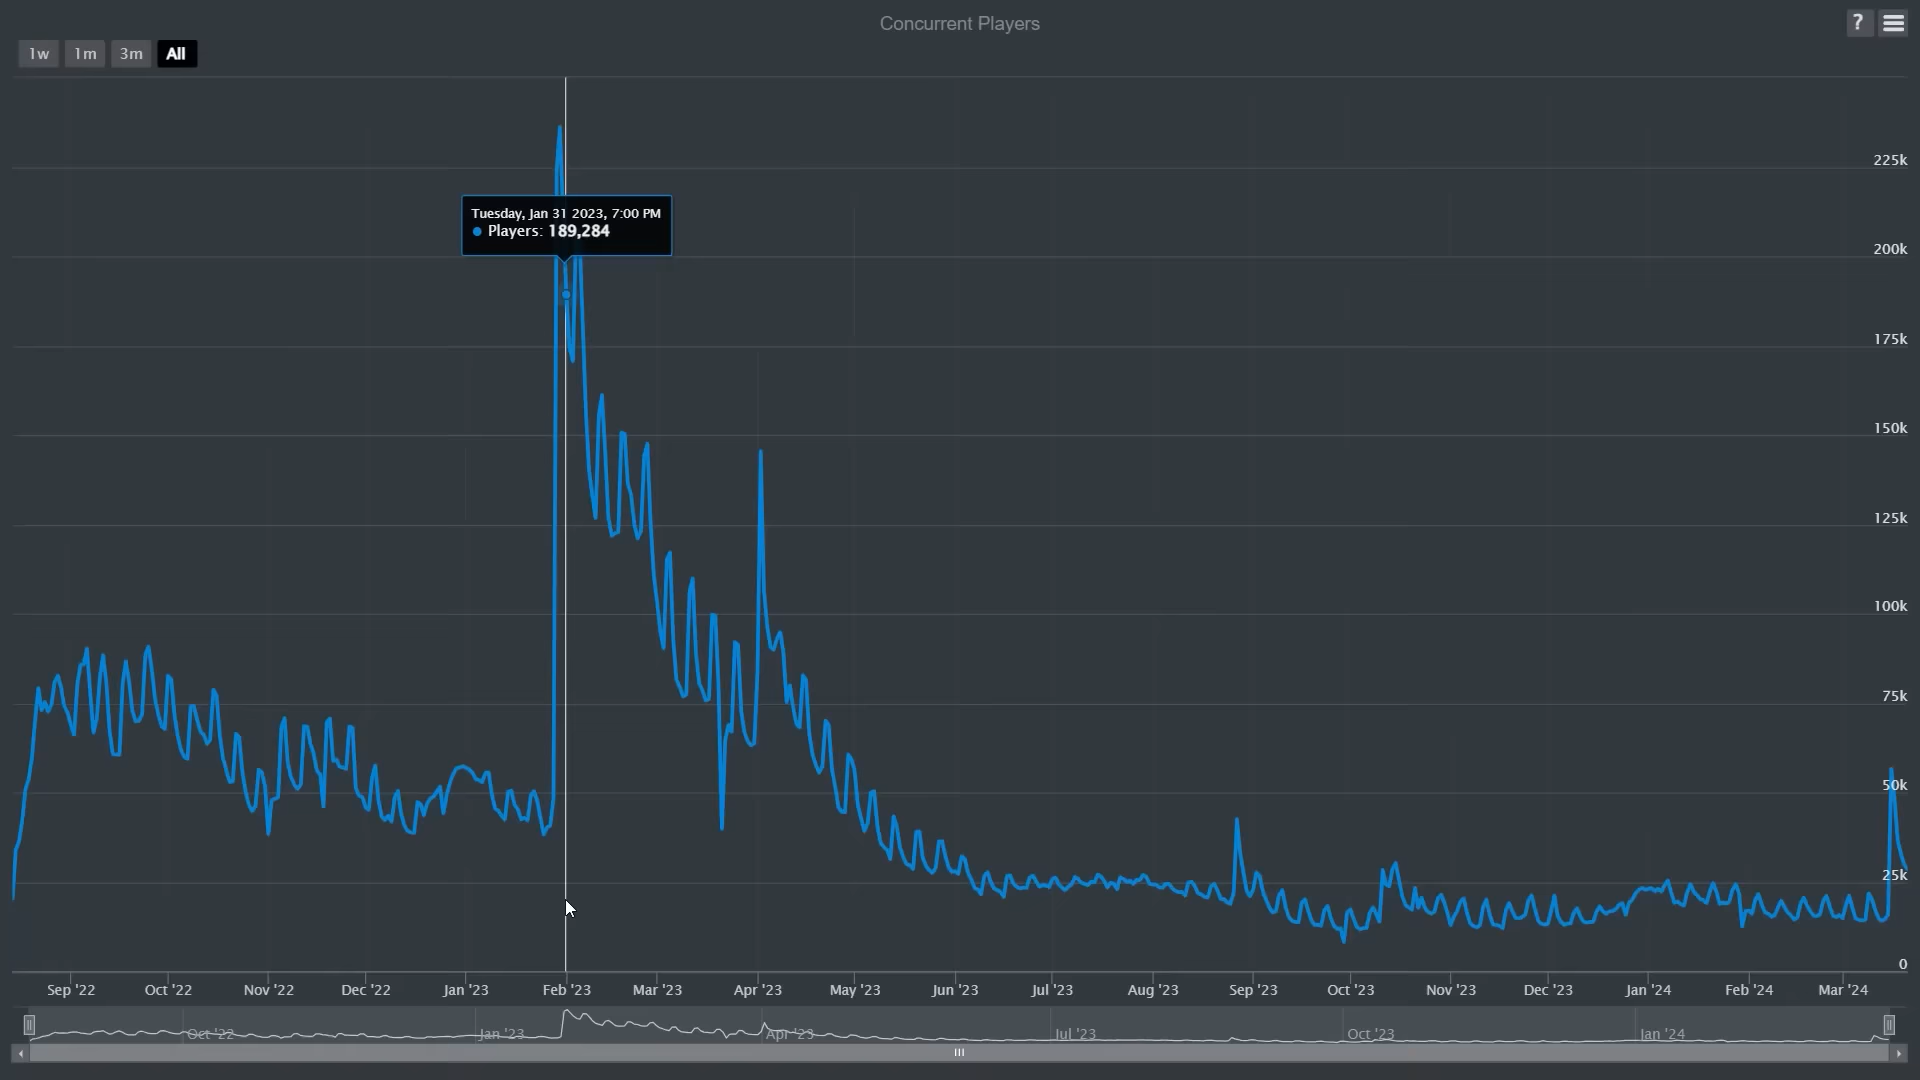 Concurrent Players
?
1w 1m 3m All
225k
Tuesday, Jan 31 2023, 7:00 PM
Players: 189,284
200k
175k
150k
125k
100k
75k
50k
25k
0
Sep '22 Oct '22 Nov '22 Dec '22 Jan '23 Feb '23 Mar '23 Apr '23 May '23 Jun '23 Jul '23 Aug '23 Sep '23 Oct '23 Nov '23 Dec '23 Jan '24 Feb '24 Mar '24
Oct '22 Jan '23 Apr '23 Jul '23 Oct '23 Jan '24